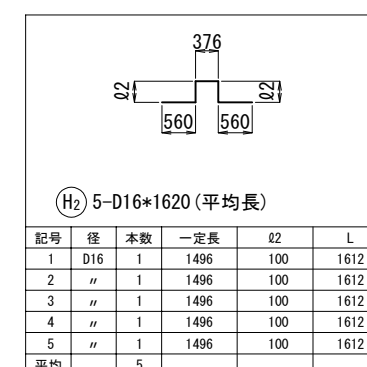 376
ℓ2 ℓ2
560 560
H2 5-D16*1620(平均長)
記号 径 本数 一定長 ℓ2 L
1 D16 1 1496 100 1612
2 〃 1 1496 100 1612
3 〃 1 1496 100 1612
4 〃 1 1496 100 1612
5 〃 1 1496 100 1612
平均 5